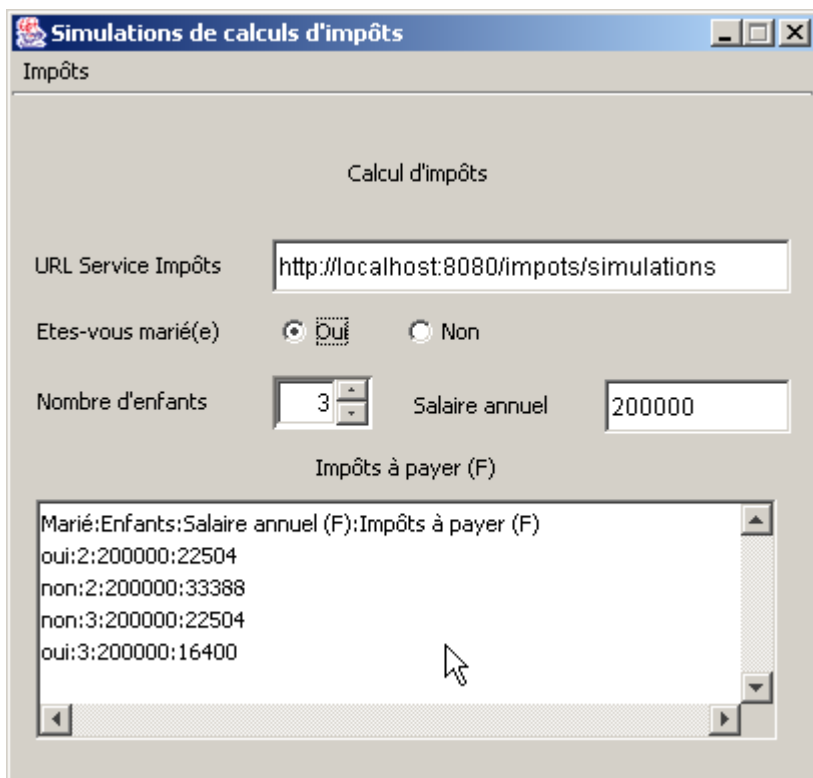 Simulations de calculs d'impôts
Impôts
Calcul d'impôts
URL Service Impôts http://localhost:8080/impots/simulations
Etes-vous marié(e) Oui Non
Nombre d'enfants 3 Salaire annuel 200000
Impôts à payer (F)
Marié:Enfants:Salaire annuel (F):Impôts à payer (F)
oui:2:200000:22504
non:2:200000:33388
non:3:200000:22504
oui:3:200000:16400